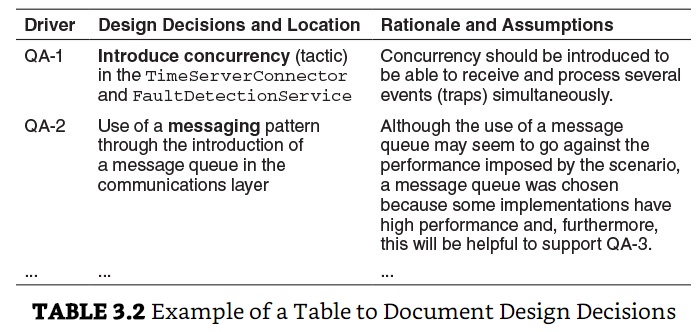 Driver Design Decisions and Location Rationale and Assumptions
QA-1 Introduce concurrency (tactic) Concurrency should be introduced to
in the TimeServerConnector be able to receive and process several
and FaultDetectionService events (traps) simultaneously.
QA-2 Use of a messaging pattern Although the use of a message
through the introduction of queue may seem to go against the
a message queue in the performance imposed by the scenario,
communications layer a message queue was chosen
because some implementations have
high performance and, furthermore,
this will be helpful to support QA-3.
... ... ...
TABLE 3.2 Example of a Table to Document Design Decisions